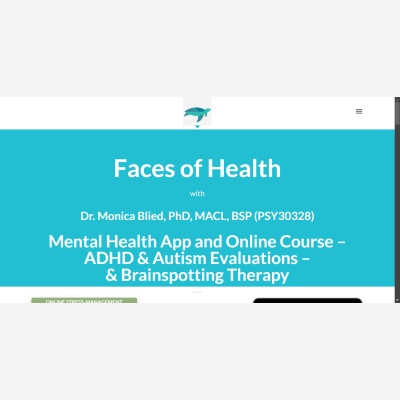 Faces of Health
with
Dr. Monica Blied, PhD, MACL, BSP (PSY30328)
Mental Health App and Online Course –
ADHD & Autism Evaluations –
& Brainspotting Therapy
ONLINE STRESS-MANAGEMENT